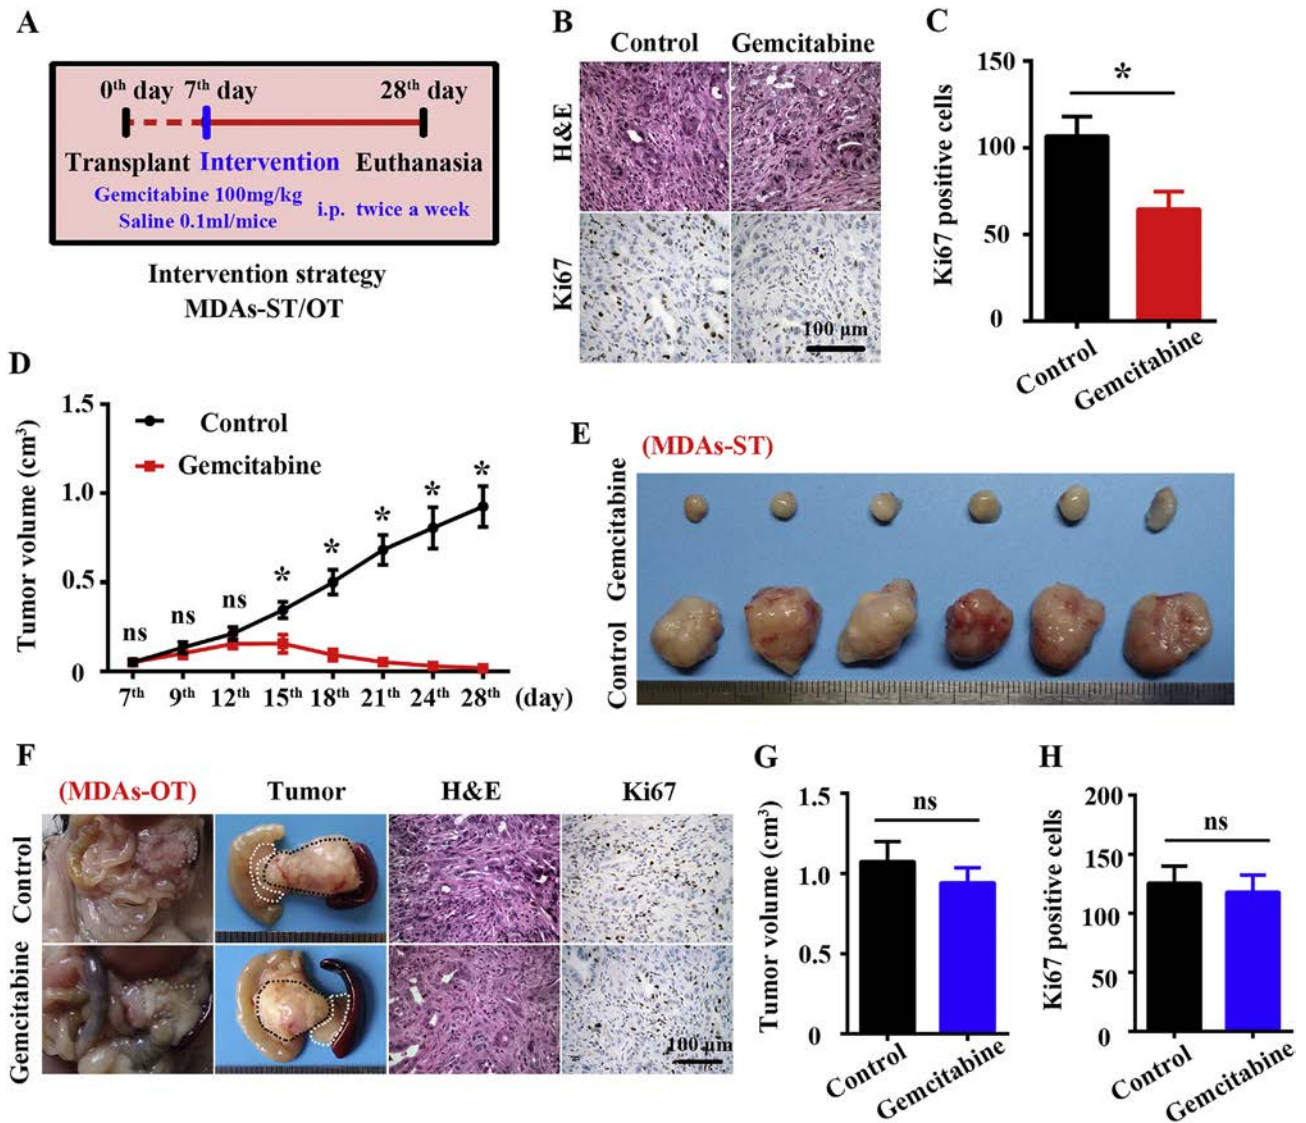 A
0th day 7th day 28th day
Transplant Intervention Euthanasia
Gemcitabine 100mg/kg
Saline 0.1ml/mice
i.p. twice a week
Intervention strategy
MDAs-ST/OT
B
Control Gemcitabine
H&E
Ki67
100 μm
C
Ki67 positive cells
150
100
50
0
*
Control
Gemcitabine
D
Tumor volume (cm³)
1.5
1.0
0.5
0
Control
Gemcitabine
ns ns ns * * * * *
7th 9th 12th 15th 18th 21th 24th 28th (day)
E
(MDAs-ST)
Gemcitabine
Control
F
(MDAs-OT) Tumor H&E Ki67
Control
Gemcitabine
100 μm
G
Tumor volume (cm³)
1.5
1.0
0.5
0
ns
Control
Gemcitabine
H
Ki67 positive cells
200
150
100
50
0
ns
Control
Gemcitabine